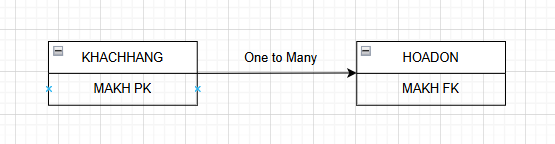 KHACHHANG
One to Many
HOADON
MAKH PK
MAKH FK